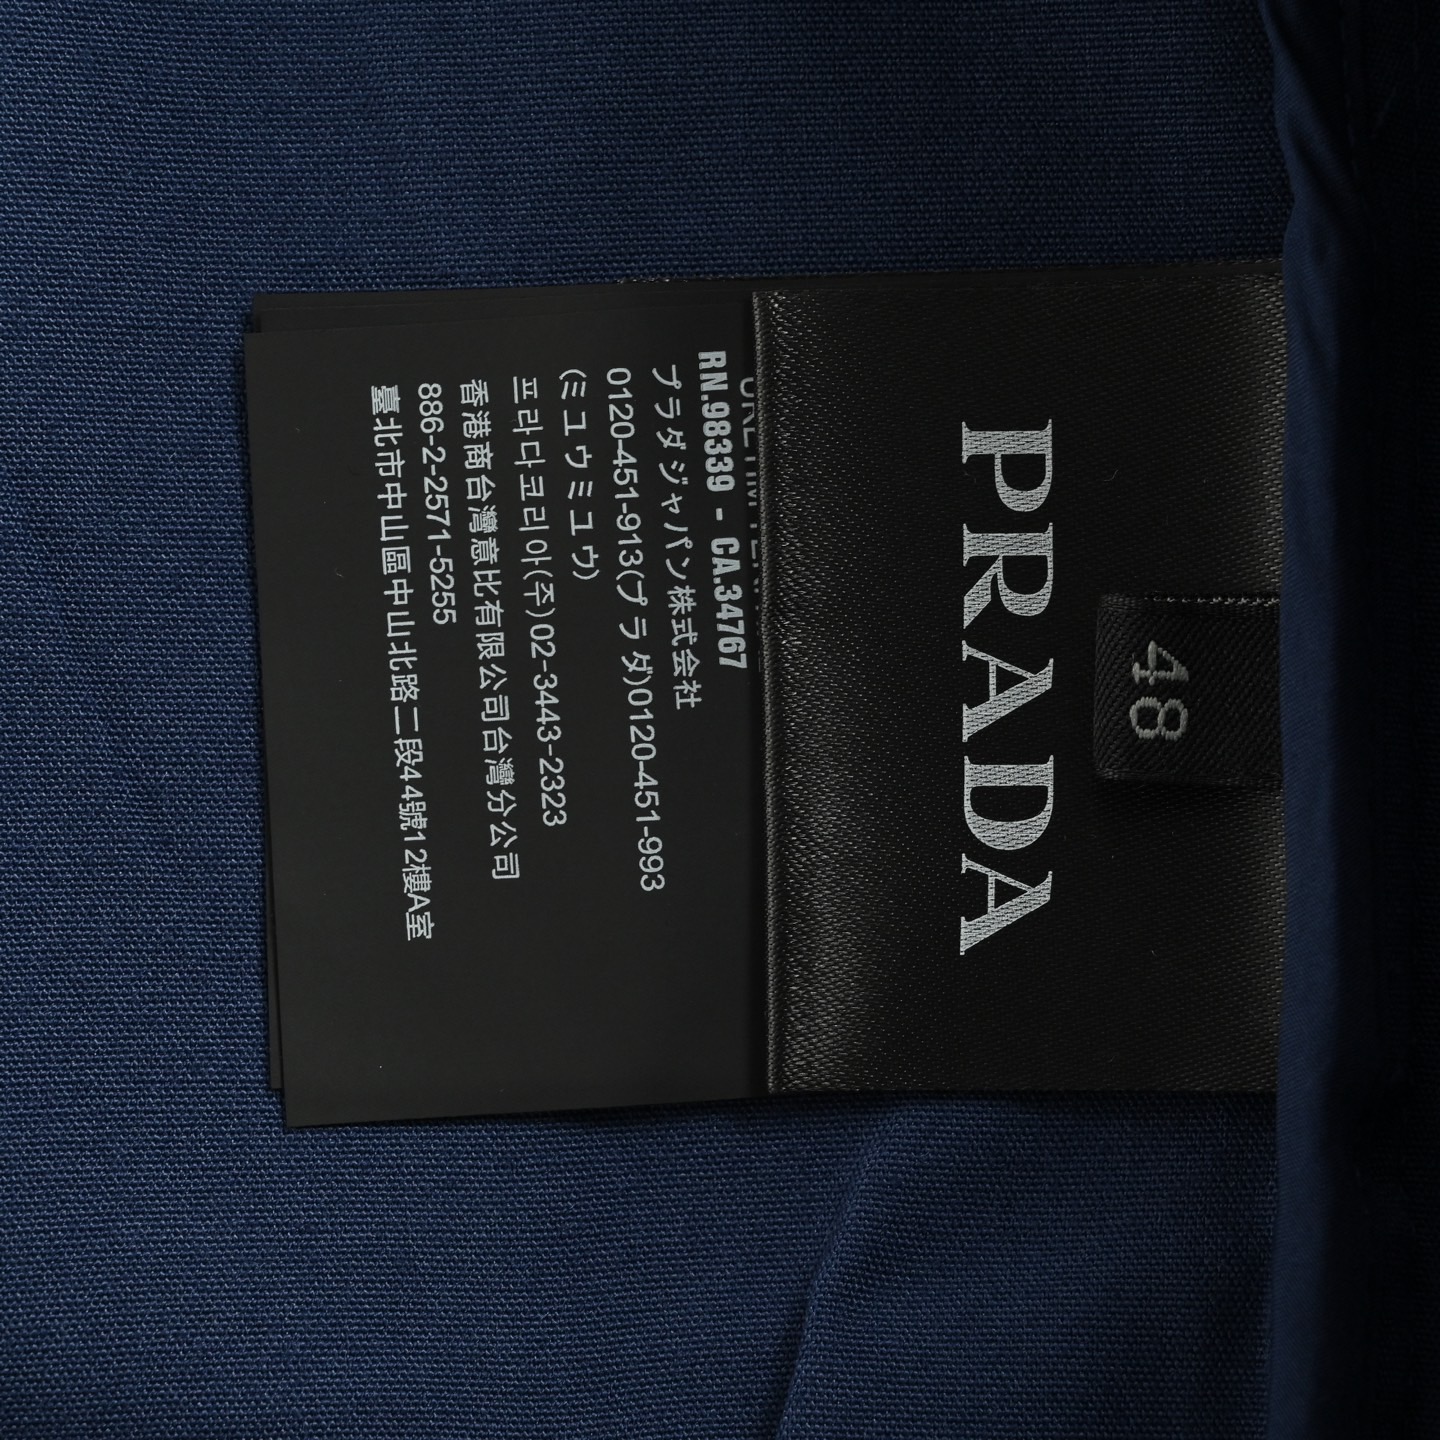 48
PRADA
RN.98339 - CA.34767
プラダジャパン株式会社
0120-451-913(プラダ)0120-451-993
(ミュウミュウ)
프라다코리아(주)02-3443-2323
香港商台灣意比有限公司台灣分公司
886-2-2571-5255
臺北市中山區中山北路二段44號12樓A室